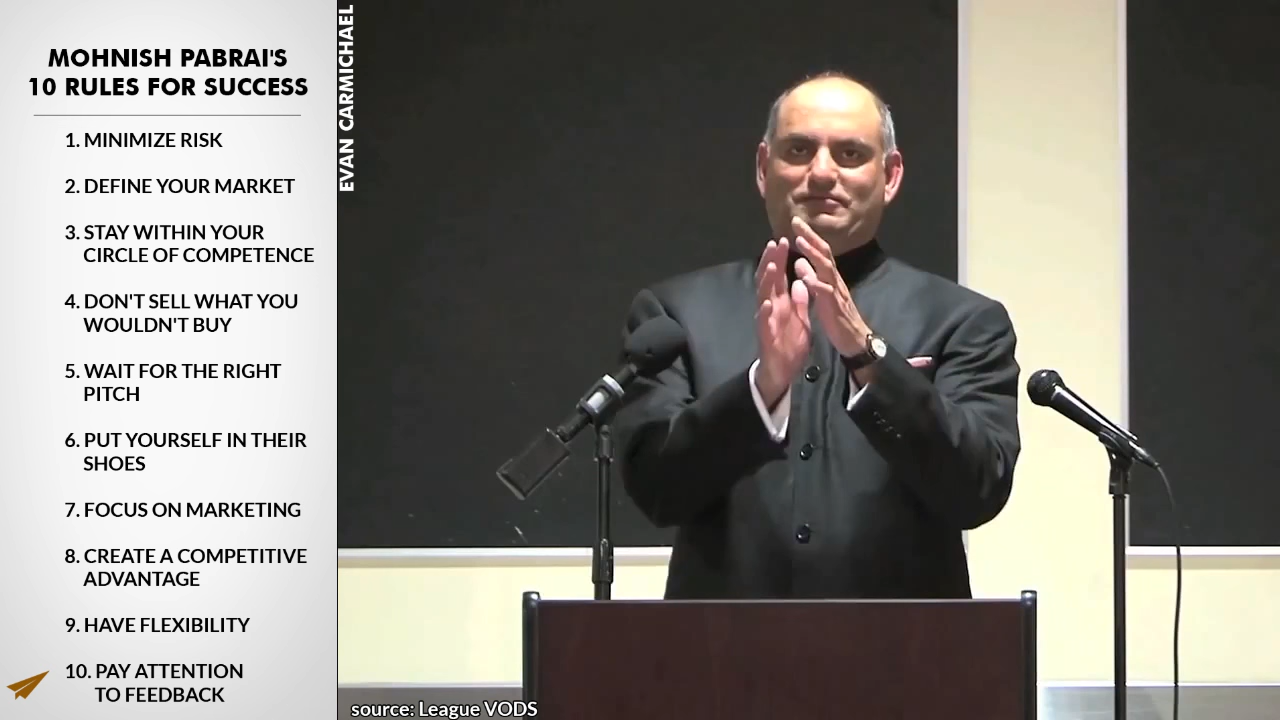 MOHNISH PABRAI'S
10 RULES FOR SUCCESS
1. MINIMIZE RISK
2. DEFINE YOUR MARKET
3. STAY WITHIN YOUR
CIRCLE OF COMPETENCE
4. DON'T SELL WHAT YOU
WOULDN'T BUY
5. WAIT FOR THE RIGHT
PITCH
6. PUT YOURSELF IN THEIR
SHOES
7. FOCUS ON MARKETING
8. CREATE A COMPETITIVE
ADVANTAGE
9. HAVE FLEXIBILITY
10. PAY ATTENTION
TO FEEDBACK
EVAN CARMICHAEL
source: League VODS